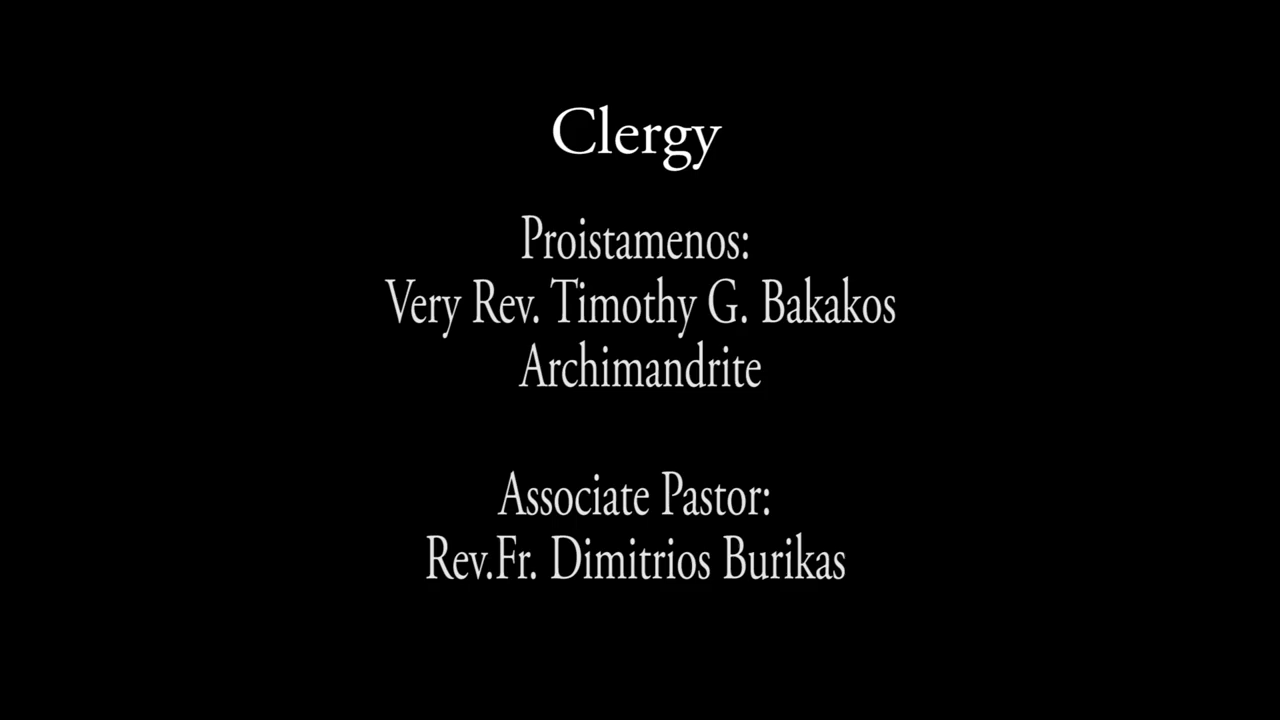 Clergy
Proistamenos:
Very Rev. Timothy G. Bakakos
Archimandrite
Associate Pastor:
Rev.Fr. Dimitrios Burikas